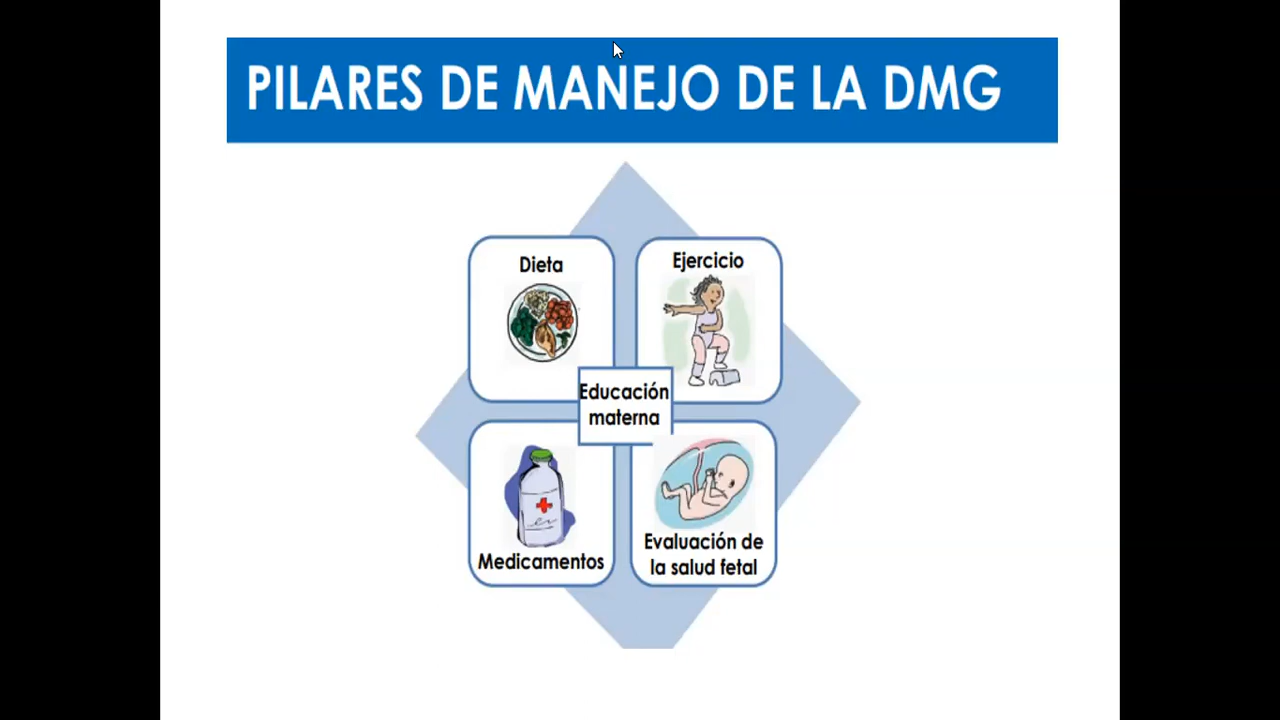 PILARES DE MANEJO DE LA DMG
Dieta
Ejercicio
Educación
materna
Medicamentos
Evaluación de
la salud fetal